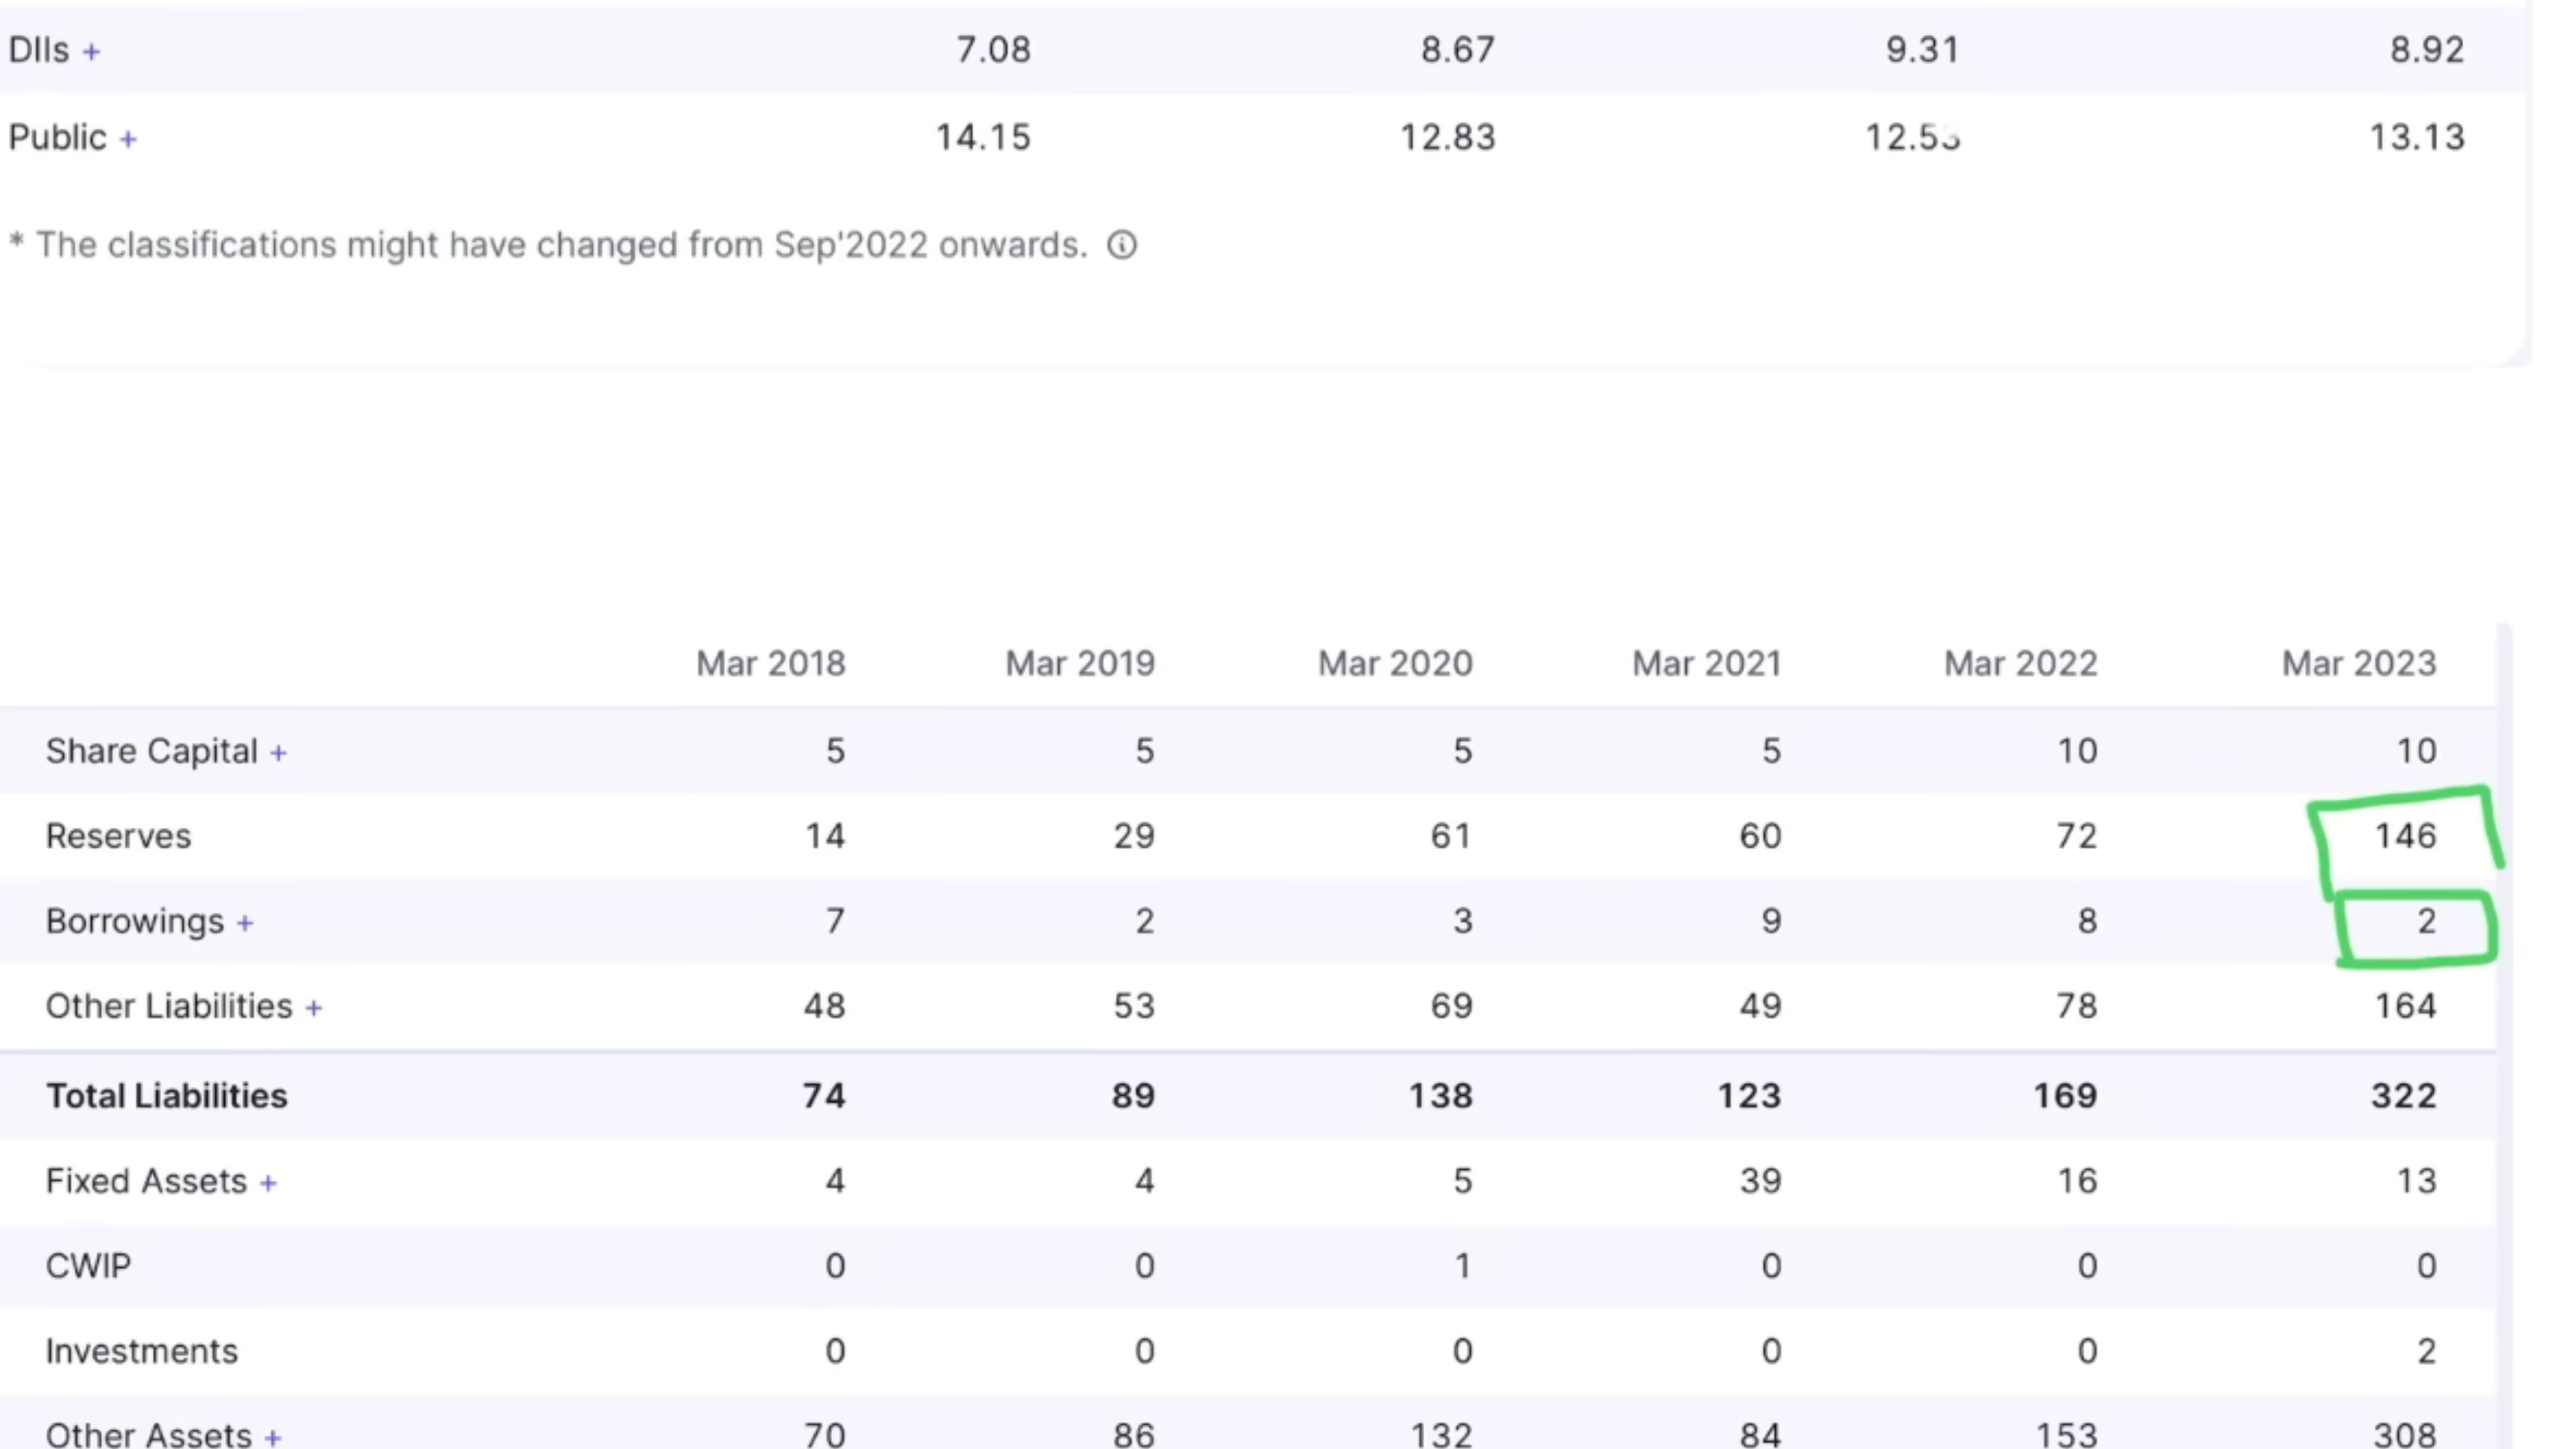 DIIs + 7.08 8.67 9.31 8.92
Public + 14.15 12.83 12.53 13.13
* The classifications might have changed from Sep'2022 onwards.
Mar 2018 Mar 2019 Mar 2020 Mar 2021 Mar 2022 Mar 2023
Share Capital + 5 5 5 5 10 10
Reserves 14 29 61 60 72 146
Borrowings + 7 2 3 9 8 2
Other Liabilities + 48 53 69 49 78 164
Total Liabilities 74 89 138 123 169 322
Fixed Assets + 4 4 5 39 16 13
CWIP 0 0 1 0 0 0
Investments 0 0 0 0 0 2
Other Assets + 70 86 132 84 153 308